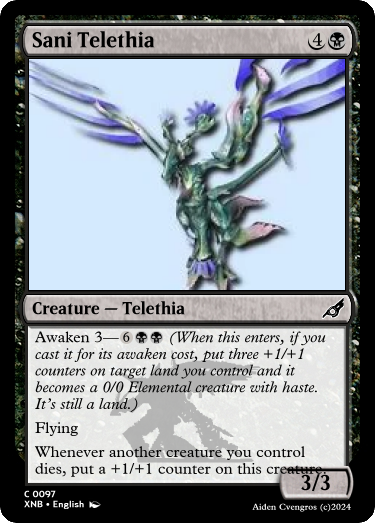 Sani Telethia 4
Creature — Telethia
Awaken 3— 6 (When this enters, if you
cast it for its awaken cost, put three +1/+1
counters on target land you control and it
becomes a 0/0 Elemental creature with haste.
It's still a land.)
Flying
Whenever another creature you control
dies, put a +1/+1 counter on this creature.
3/3
C 0097
XNB • English
Aiden Cvengros (c)2024